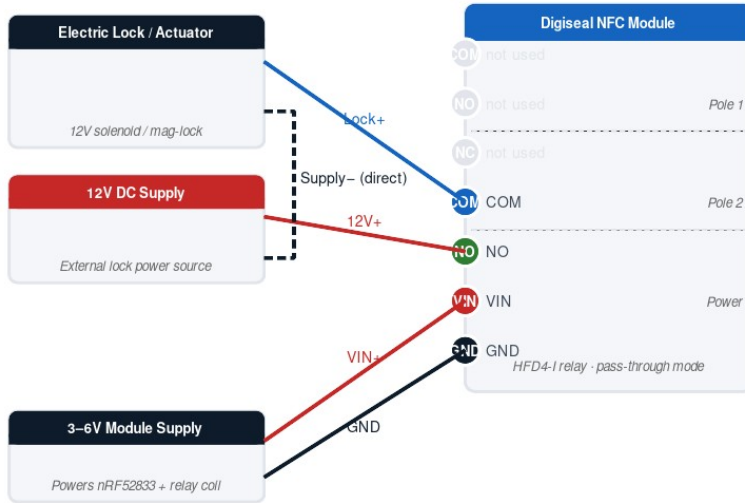 Electric Lock / Actuator
12V solenoid / mag-lock
12V DC Supply
External lock power source
3–6V Module Supply
Powers nRF52833 + relay coil
Lock+
Supply− (direct)
12V+
VIN+
GND
Digiseal NFC Module
COM not used
NO not used
Pole 1
NC not used
COM COM
Pole 2
NO NO
VIN VIN
Power
GND GND
HFD4-I relay · pass-through mode